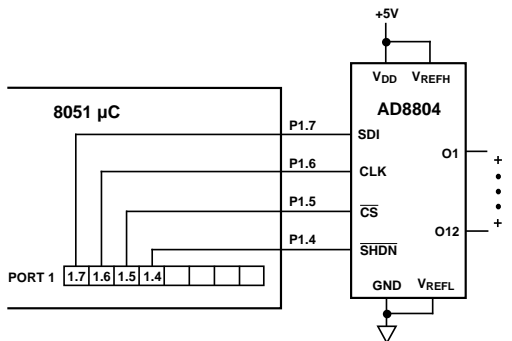 +5V
VDD VREFH
8051 µC
AD8804
P1.7
SDI
O1
P1.6
CLK
P1.5
CS
O12
P1.4
SHDN
PORT 1 1.7 1.6 1.5 1.4
GND VREFL